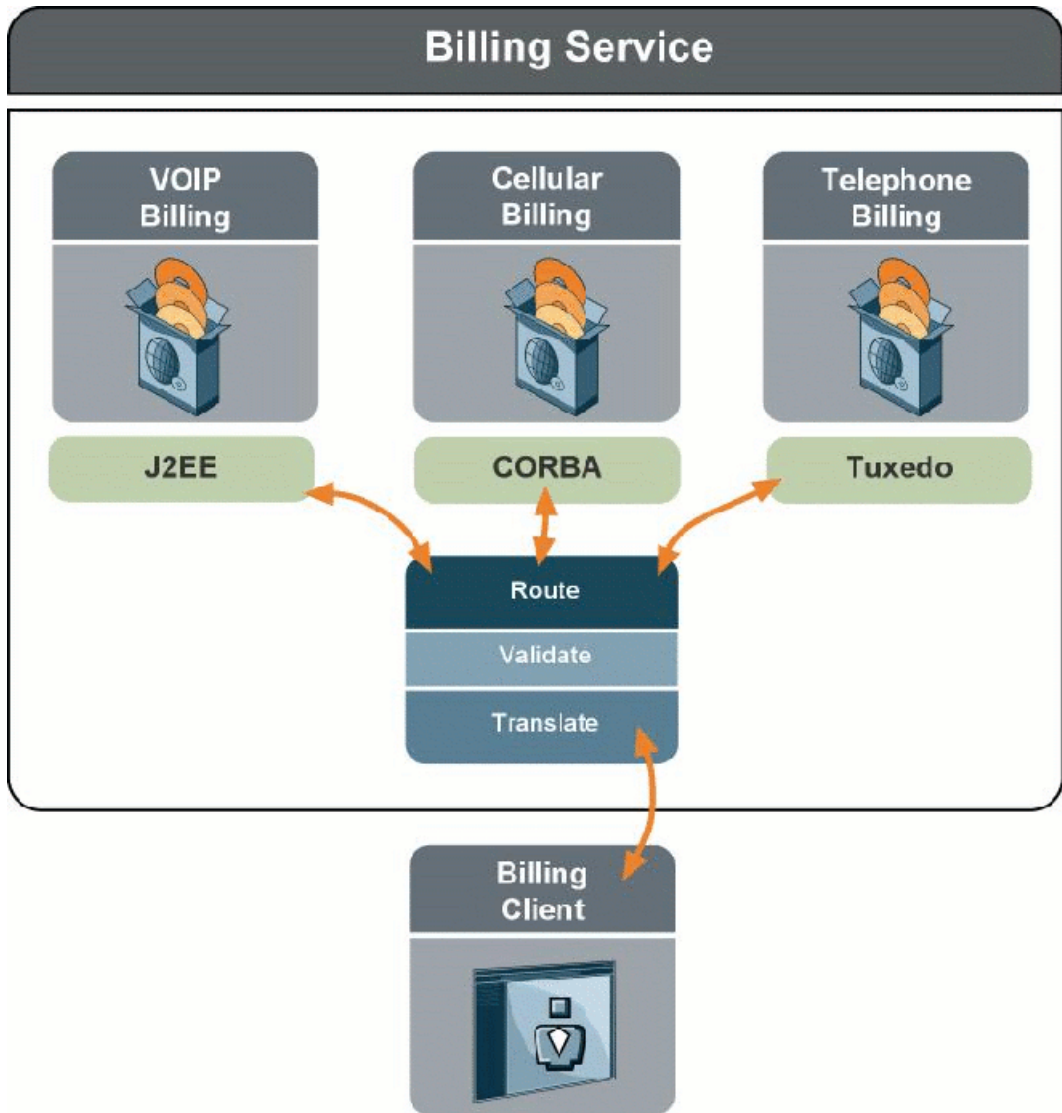 Billing Service
VOIP
Billing
Cellular
Billing
Telephone
Billing
J2EE
CORBA
Tuxedo
Route
Validate
Translate
Billing
Client